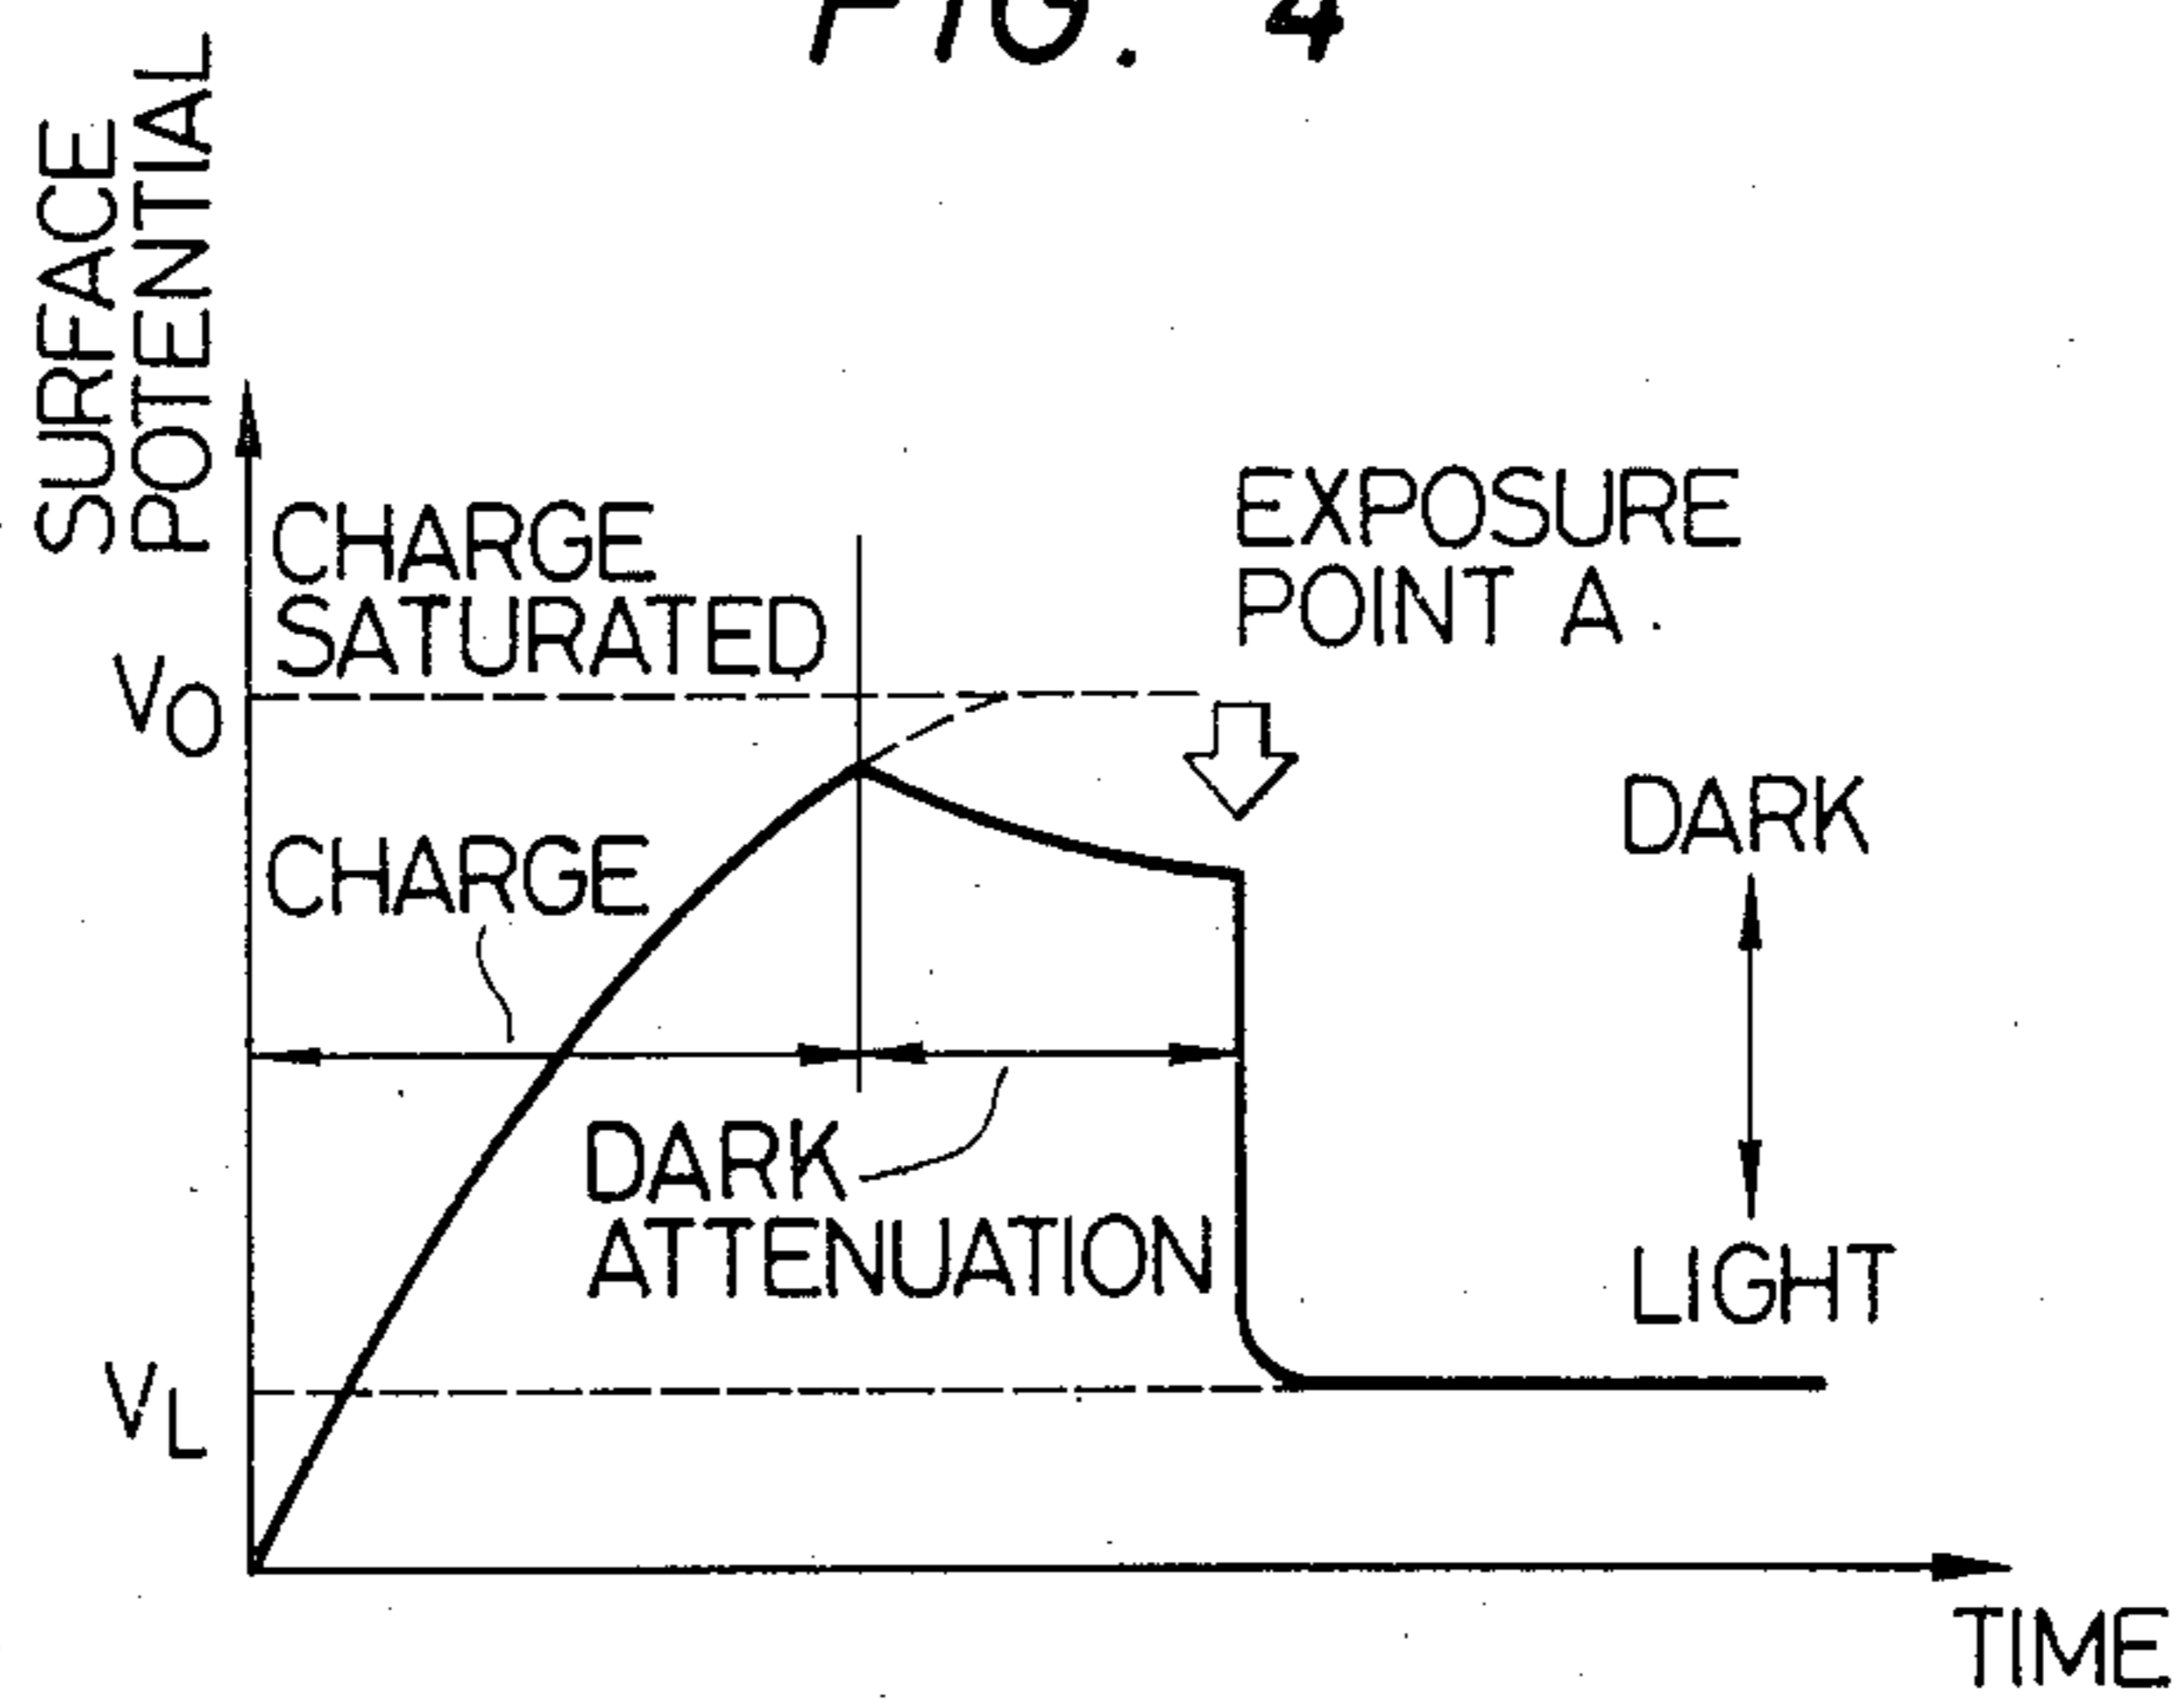 FIG. 4
SURFACE
POTENTIAL
CHARGE
SATURATED
EXPOSURE
POINT A.
VO
CHARGE
DARK
DARK
ATTENUATION
LIGHT
VL
TIME